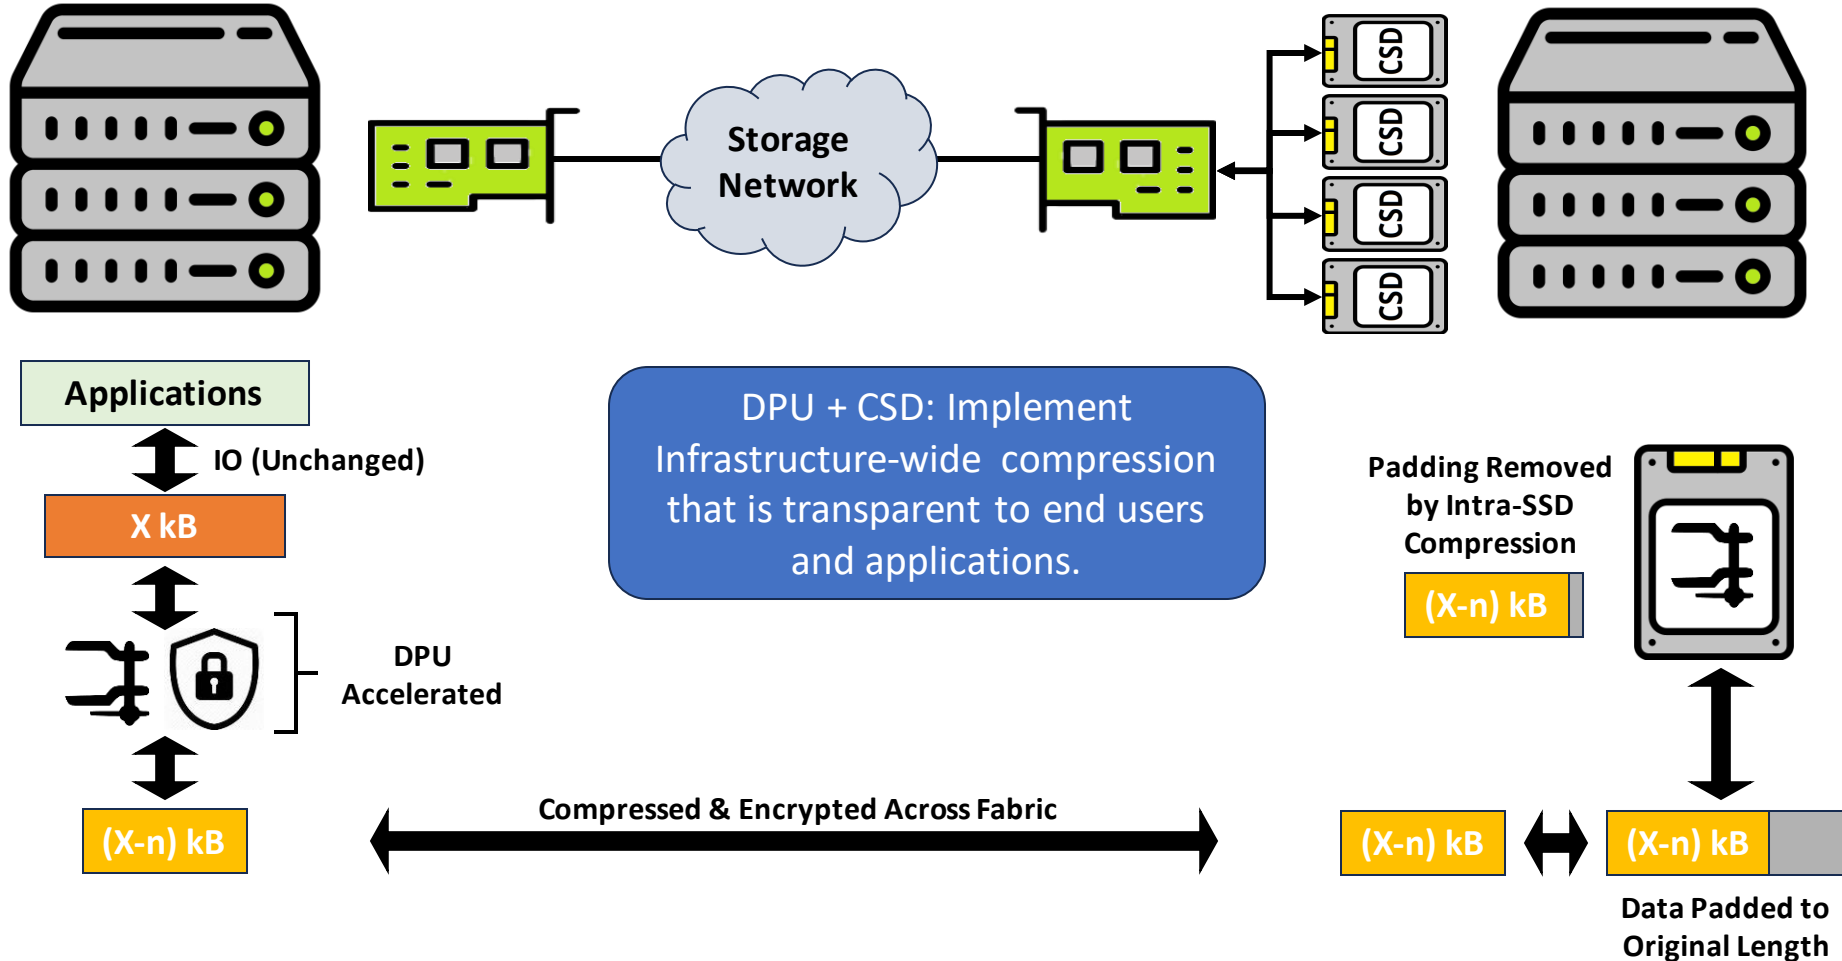 Storage
Network
CSD
CSD
CSD
CSD
Applications
IO (Unchanged)
X kB
DPU
Accelerated
(X-n) kB
DPU + CSD: Implement
Infrastructure-wide compression
that is transparent to end users
and applications.
Compressed & Encrypted Across Fabric
Padding Removed
by Intra-SSD
Compression
(X-n) kB
(X-n) kB
(X-n) kB
Data Padded to
Original Length